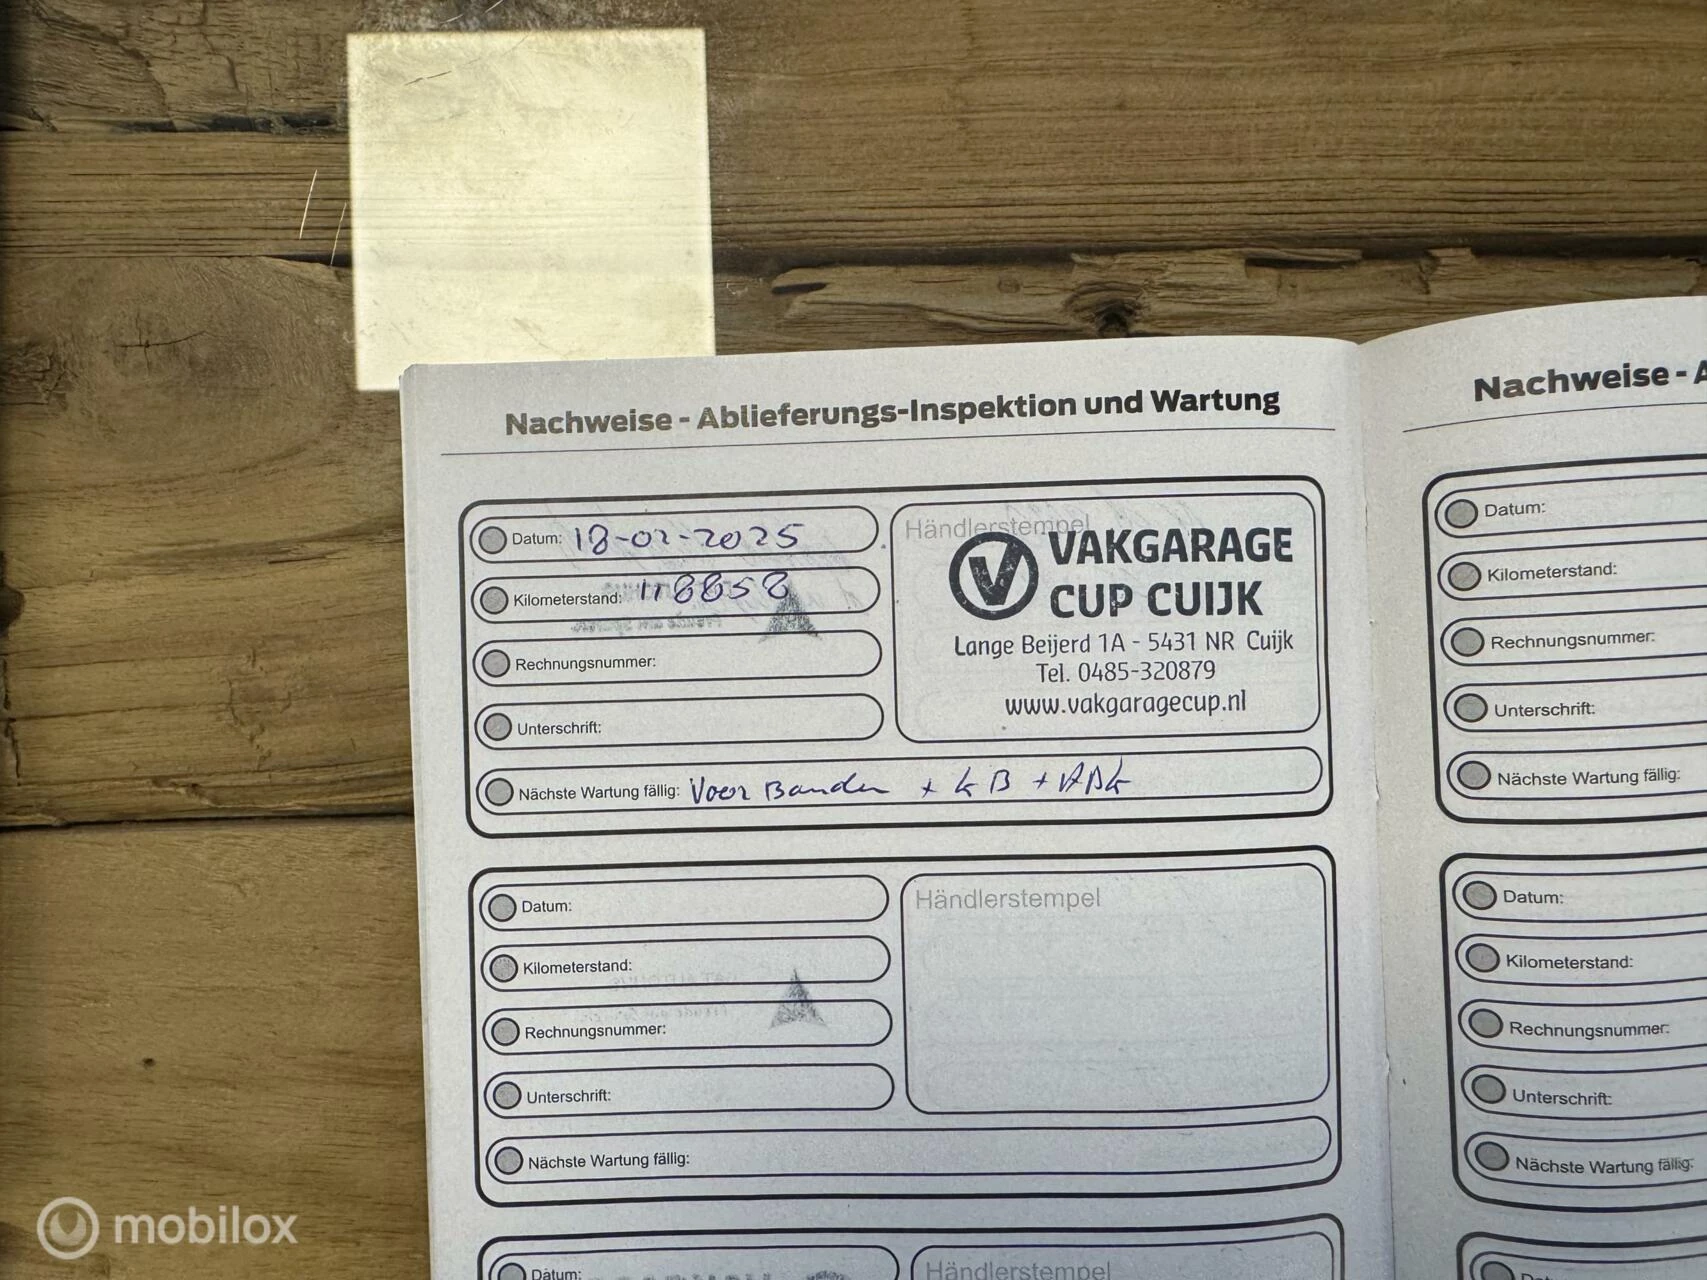 Nachweise - Ablieferungs-Inspektion und Wartung
Datum: 18-02-2025
Kilometerstand: 118858
Rechnungsnummer:
Unterschrift:
Nächste Wartung fällig: Voor Banden +
Händlerstempel
VAKGARAGE
CUP CUIJK
Lange Beijerd 1A - 5431 NR Cuijk
Tel. 0485-320879
www.vakgaragecup.nl
Datum:
Kilometerstand:
Rechnungsnummer:
Unterschrift:
Nächste Wartung fällig:
Händlerstempel
Datum:
Händlerstempel
Nachweise - A
Datum:
Kilometerstand:
Rechnungsnummer:
Unterschrift:
Nächste Wartung fällig:
Datum:
Kilometerstand:
Rechnungsnummer:
Unterschrift:
Nächste Wartung fällig:
mobilox